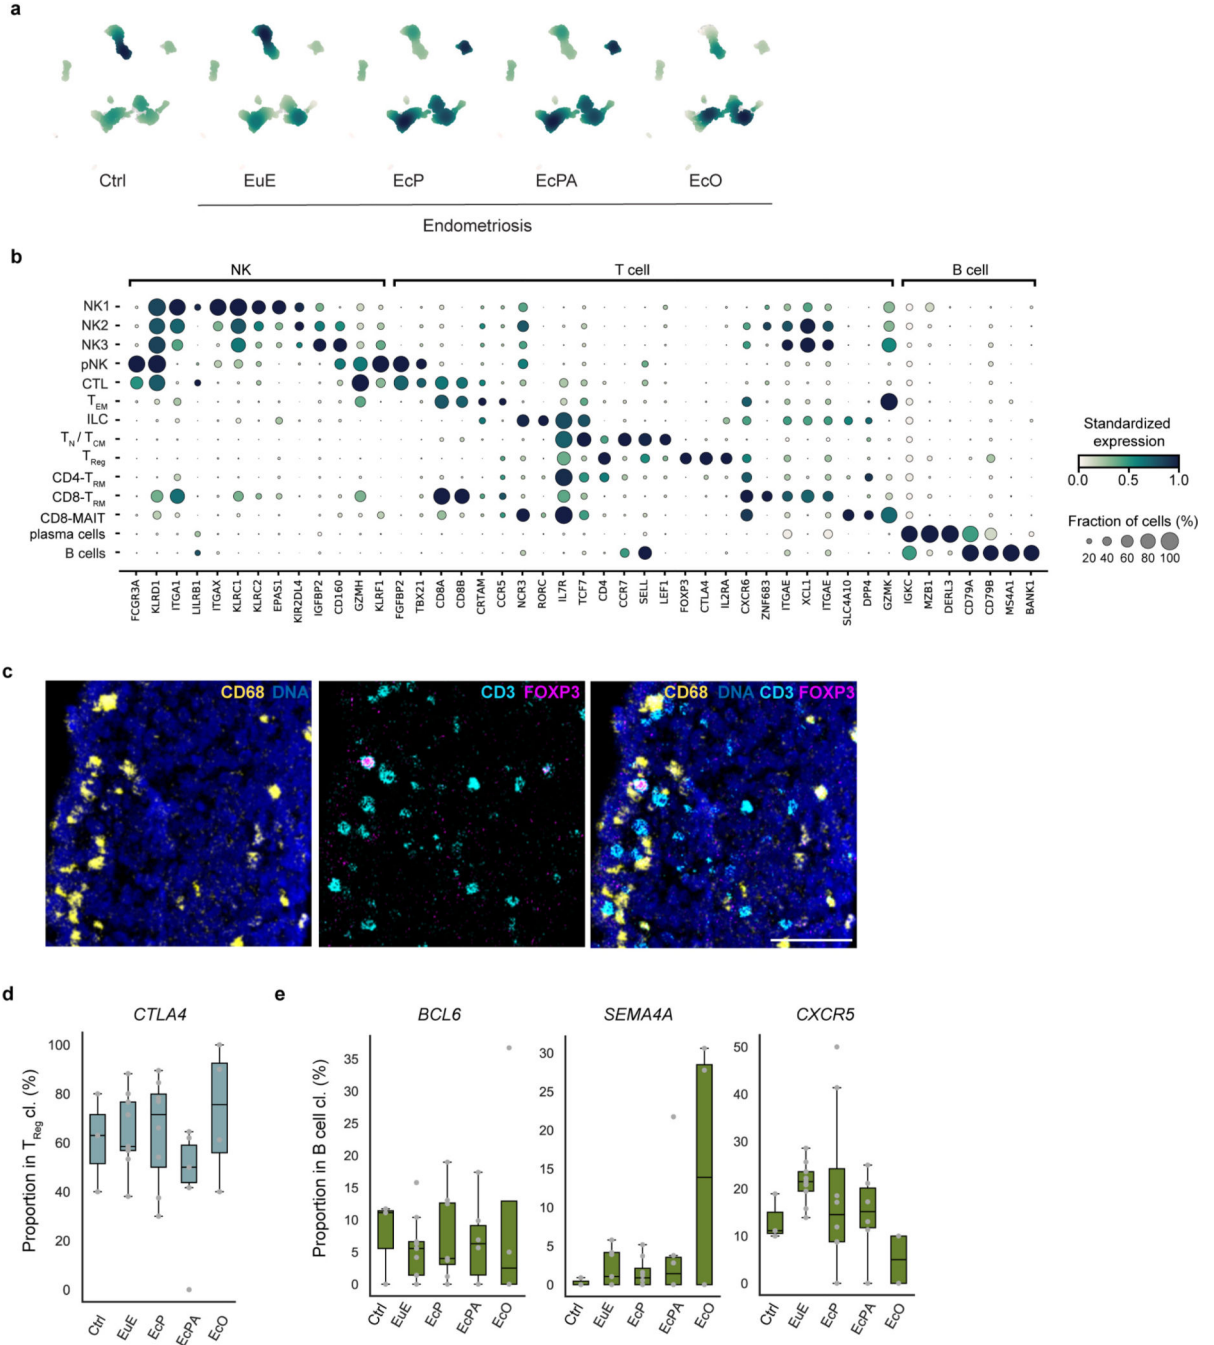 a
Ctrl EuE EcP EcPA EcO
Endometriosis
b
NK T cell B cell
NK1
NK2
NK3
pNK
CTL
TEM
ILC
TN / TCM
TReg
CD4-TRM
CD8-TRM
CD8-MAIT
plasma cells
B cells
FCGR3A KLRD1 ITGA1 LILRB1 ITGAX KLRC1 KLRC2 EPAS1 KIR2DL4 IGFBP2 CD160 GZMH KLRF1 FGFBP2 TBX21 CD8A CD8B CRTAM CCR5 NCR3 RORC IL7R TCF7 CD4 CCR7 SELL LEF1 FOXP3 CTLA4 IL2RA CXCR6 ZNF683 ITGAE XCL1 ITGAE SLC4A10 DPP4 GZMK IGKC MZB1 DERL3 CD79A CD79B MS4A1 BANK1
Standardized
expression
0.0 0.5 1.0
Fraction of cells (%)
20 40 60 80 100
c
CD68 DNA
CD3 FOXP3
CD68 DNA CD3 FOXP3
d
CTLA4
Proportion in TReg cl. (%)
100
80
60
40
20
0
Ctrl EuE EcP EcPA EcO
e
BCL6
Proportion in B cell cl. (%)
35
30
25
20
15
10
5
0
Ctrl EuE EcP EcPA EcO
SEMA4A
30
25
20
15
10
5
0
Ctrl EuE EcP EcPA EcO
CXCR5
50
40
30
20
10
0
Ctrl EuE EcP EcPA EcO